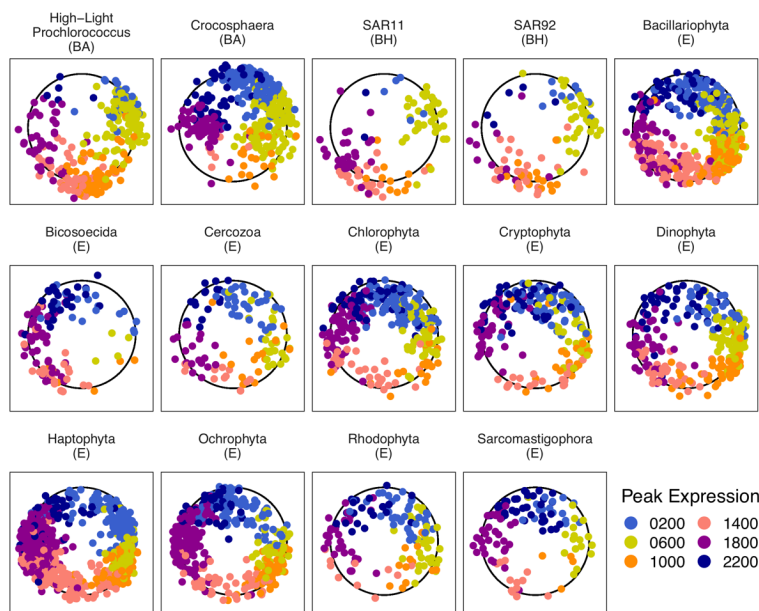 High−Light
Prochlorococcus
(BA)
Crocosphaera
(BA)
SAR11
(BH)
SAR92
(BH)
Bacillariophyta
(E)
Bicosoecida
(E)
Cercozoa
(E)
Chlorophyta
(E)
Cryptophyta
(E)
Dinophyta
(E)
Haptophyta
(E)
Ochrophyta
(E)
Rhodophyta
(E)
Sarcomastigophora
(E)
Peak Expression
0200 1400
0600 1800
1000 2200